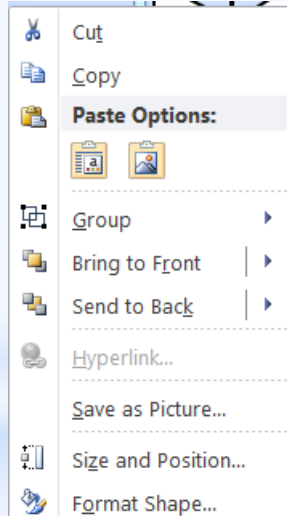 Cut
Copy
Paste Options:
a
Group
Bring to Front
Send to Back
Hyperlink...
Save as Picture...
Size and Position...
Format Shape...